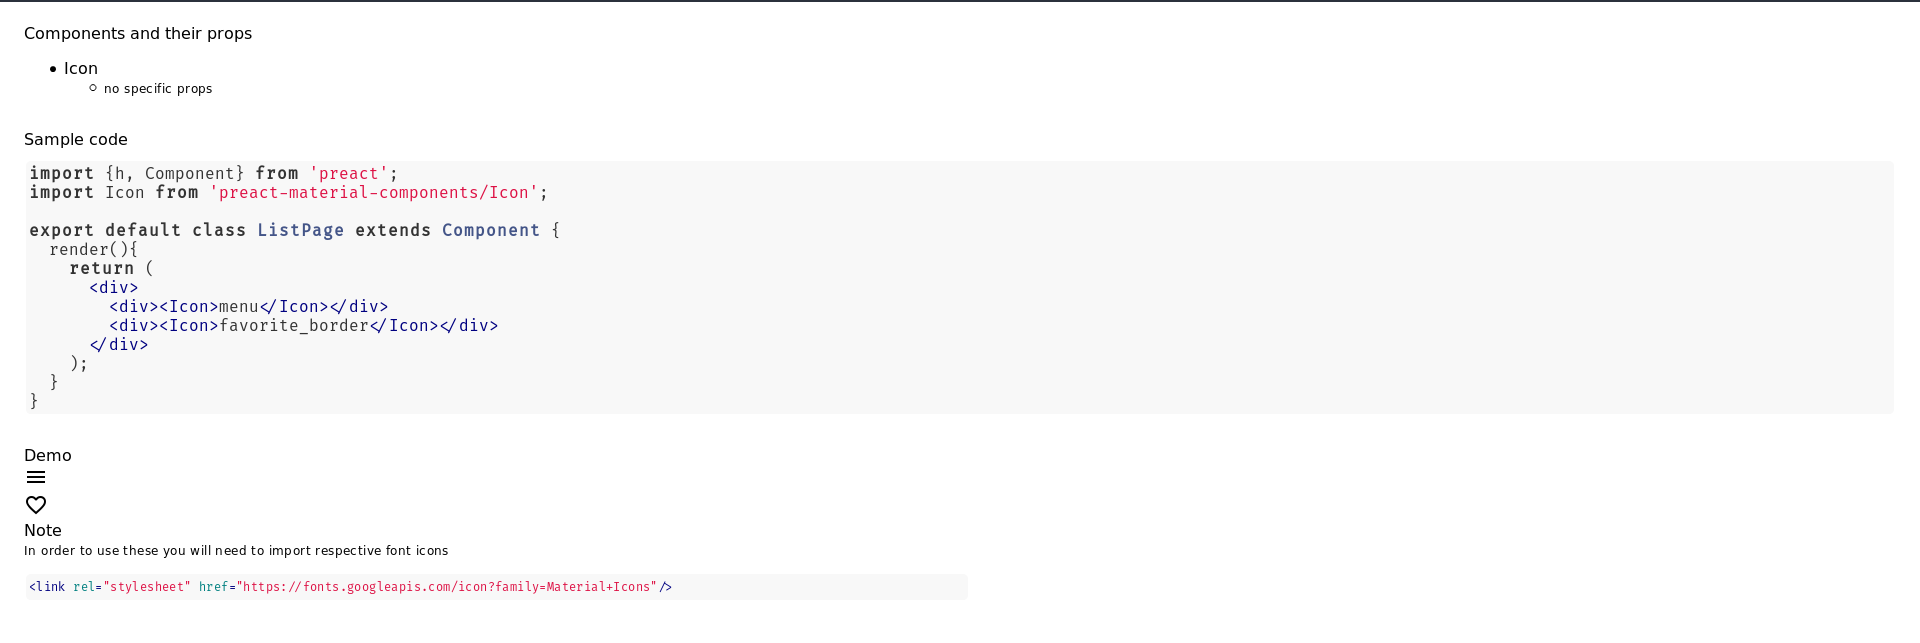 Components and their props
Icon
no specific props
Sample code
import {h, Component} from 'preact';
import Icon from 'preact-material-components/Icon';
export default class ListPage extends Component {
render(){
return (
<div>
<div><Icon>menu</Icon></div>
<div><Icon>favorite_border</Icon></div>
</div>
);
}
}
Demo
Note
In order to use these you will need to import respective font icons
<link rel="stylesheet" href="https://fonts.googleapis.com/icon?family=Material+Icons"/>